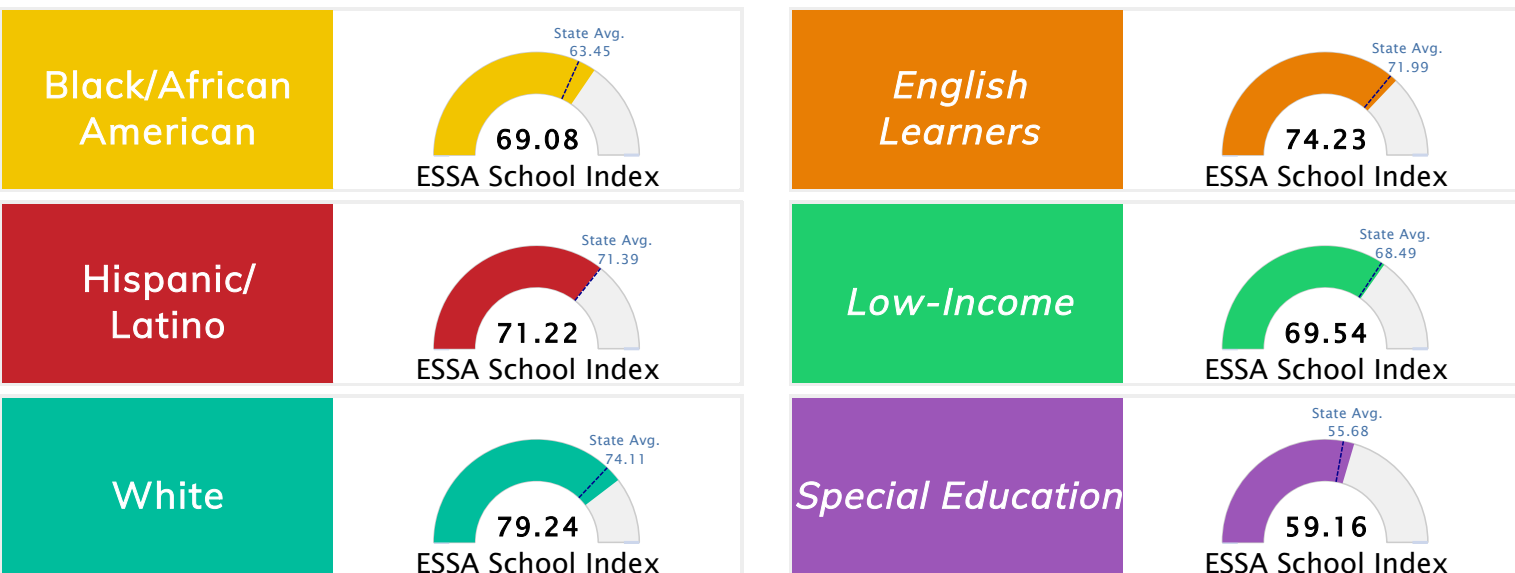 Black/African
American
State Avg.
63.45
69.08
ESSA School Index
English
Learners
State Avg.
71.99
74.23
ESSA School Index
Hispanic/
Latino
State Avg.
71.39
71.22
ESSA School Index
Low-Income
State Avg.
68.49
69.54
ESSA School Index
White
State Avg.
74.11
79.24
ESSA School Index
Special Education
State Avg.
55.68
59.16
ESSA School Index